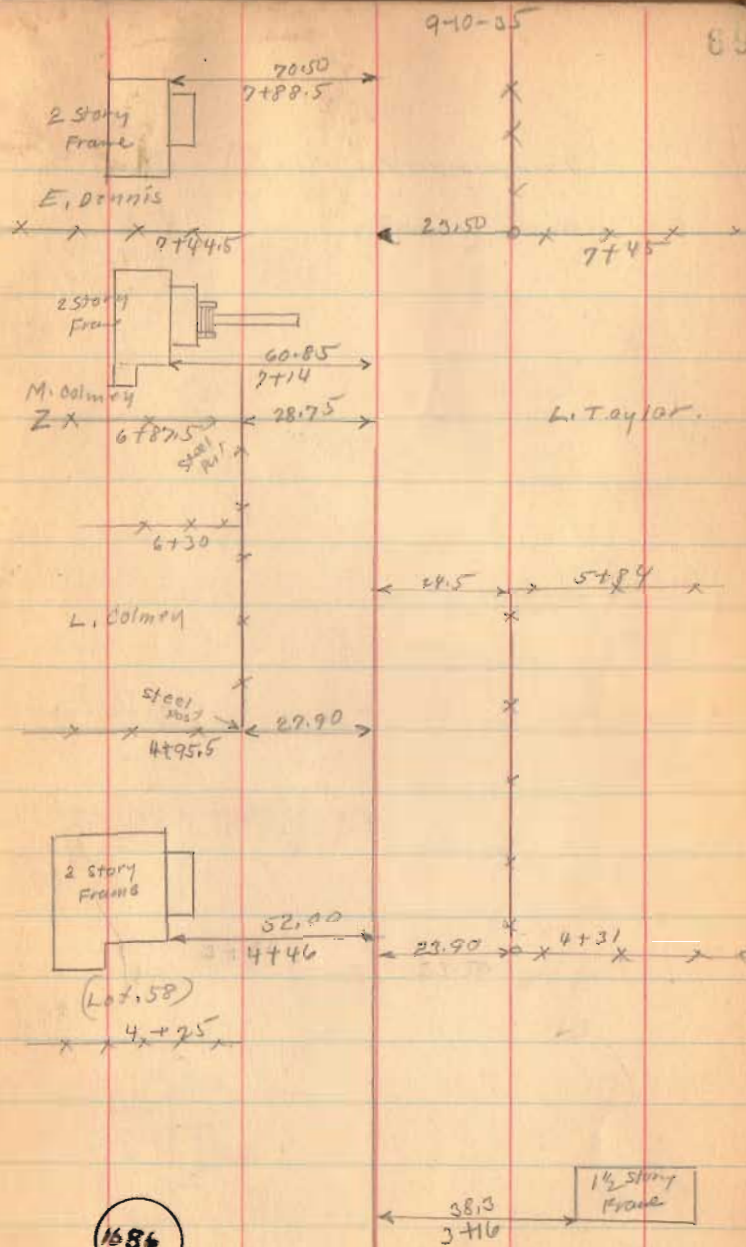 9-10-35
89
70.50
7+88.5
2 Story
Frame
E. Dennis
7+44.5
23.50
7+45
2 Story
Fram
60.85
7+14
M. Colmey
Z
6+87.5
28.75
L. Taylor.
steel
6+30
24.5
5+84
L. Colmey
steel
post
27.90
4+95.5
2 Story
Frame
52.00
4+46
23.90
4+31
(Lot, 58)
4+25
1½ Story
Frame
38.3
3+16
1686